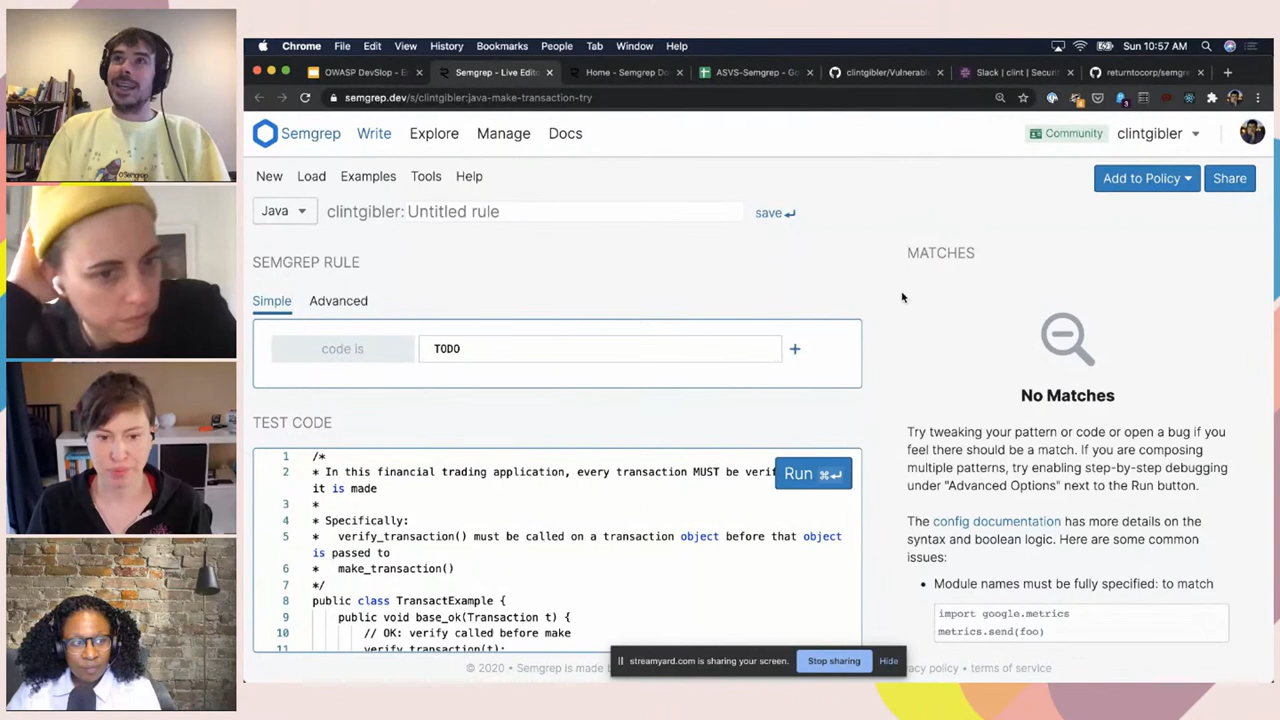 Chrome File Edit View History Bookmarks People Tab Window Help Sun 10:57 AM
OWASP DevSlop - E Semgrep - Live Edito Home - Semgrep Do ASVS-Semgrep - Go clintgibler/Vulnerabl Slack | clint | Securi returntocorp/semgre
semgrep.dev/s/clintgibler:java-make-transaction-try
Semgrep Write Explore Manage Docs Community clintgibler
New Load Examples Tools Help Add to Policy Share
Java clintgibler: Untitled rule save
SEMGREP RULE
Simple Advanced
code is TODO +
TEST CODE
Run
1 /*
2 * In this financial trading application, every transaction MUST be verif
it is made
3 *
4 * Specifically:
5 * verify_transaction() must be called on a transaction object before that object
is passed to
6 * make_transaction()
7 */
8 public class TransactExample {
9 public void base_ok(Transaction t) {
10 // OK: verify called before make
11 verify_transaction(t);
MATCHES
No Matches
Try tweaking your pattern or code or open a bug if you
feel there should be a match. If you are composing
multiple patterns, try enabling step-by-step debugging
under "Advanced Options" next to the Run button.
The config documentation has more details on the
syntax and boolean logic. Here are some common
issues:
• Module names must be fully specified: to match
import google.metrics
metrics.send(foo)
© 2020 • Semgrep is made b
streamyard.com is sharing your screen. Stop sharing Hide
acy policy • terms of service